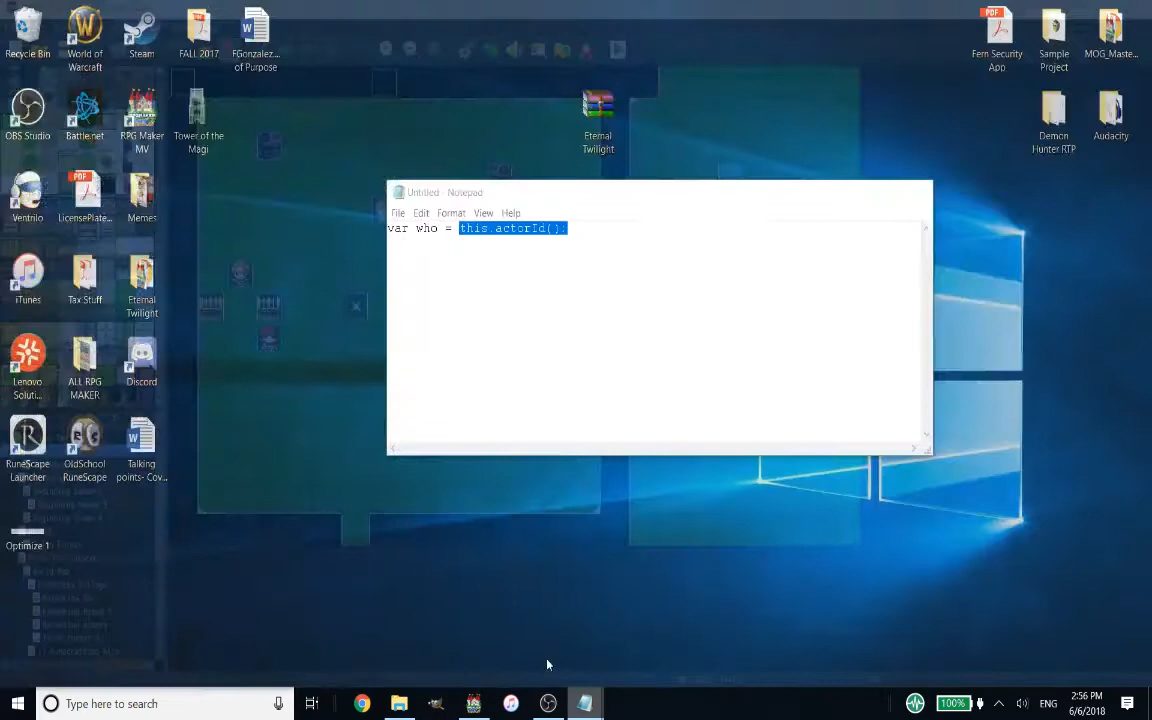 Recycle Bin
World of Warcraft
Steam
FALL 2017
FGonzalez... of Purpose
PDF
Fern Security App
Sample Project
MOG_Maste...
OBS Studio
Battle.net
RPG Maker MV
Tower of the Magi
Eternal Twilight
Demon Hunter RTP
Audacity
Untitled - Notepad
File Edit Format View Help
var who = this.actorId();
Ventrilo
PDF
LicensePlate...
Memes
iTunes
Tax Stuff
Eternal Twilight
Lenovo Soluti...
ALL RPG MAKER
Discord
RuneScape Launcher
OldSchool RuneScape
Talking points- Cov...
Optimize 1
Type here to search
100%
ENG
2:56 PM
6/6/2018